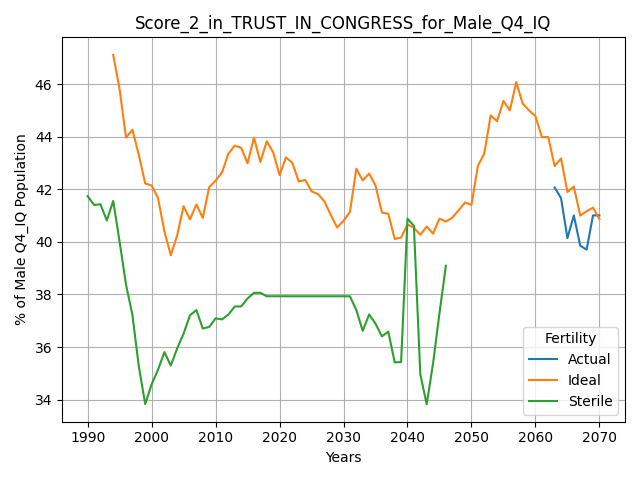 Score_2_in_TRUST_IN_CONGRESS_for_Male_Q4_IQ
% of Male Q4_IQ Population
46
44
42
40
38
36
34
1990 2000 2010 2020 2030 2040 2050 2060 2070
Years
Fertility
Actual
Ideal
Sterile